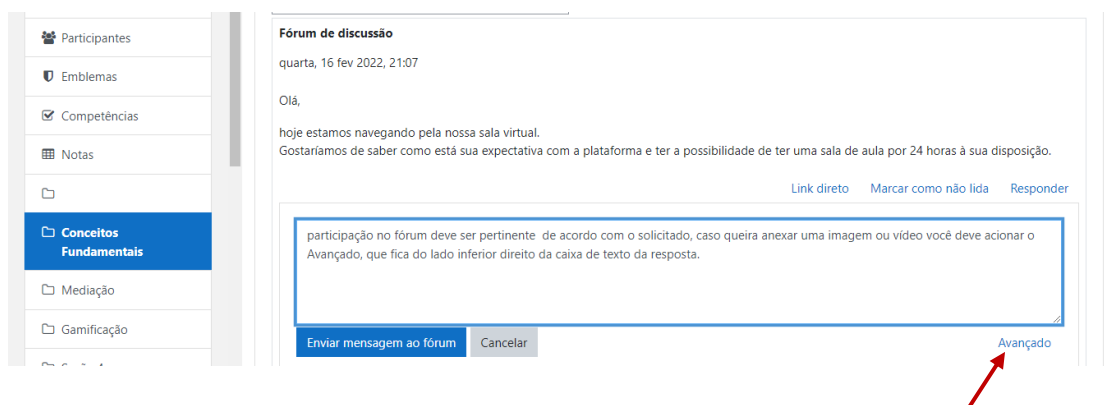 Participantes
Emblemas
Competências
Notas
Conceitos
Fundamentais
Mediação
Gamificação
Fórum de discussão
quarta, 16 fev 2022, 21:07
Olá,
hoje estamos navegando pela nossa sala virtual.
Gostaríamos de saber como está sua expectativa com a plataforma e ter a possibilidade de ter uma sala de aula por 24 horas à sua disposição.
Link direto Marcar como não lida Responder
participação no fórum deve ser pertinente de acordo com o solicitado, caso queira anexar uma imagem ou vídeo você deve acionar o
Avançado, que fica do lado inferior direito da caixa de texto da resposta.
Enviar mensagem ao fórum Cancelar
Avançado